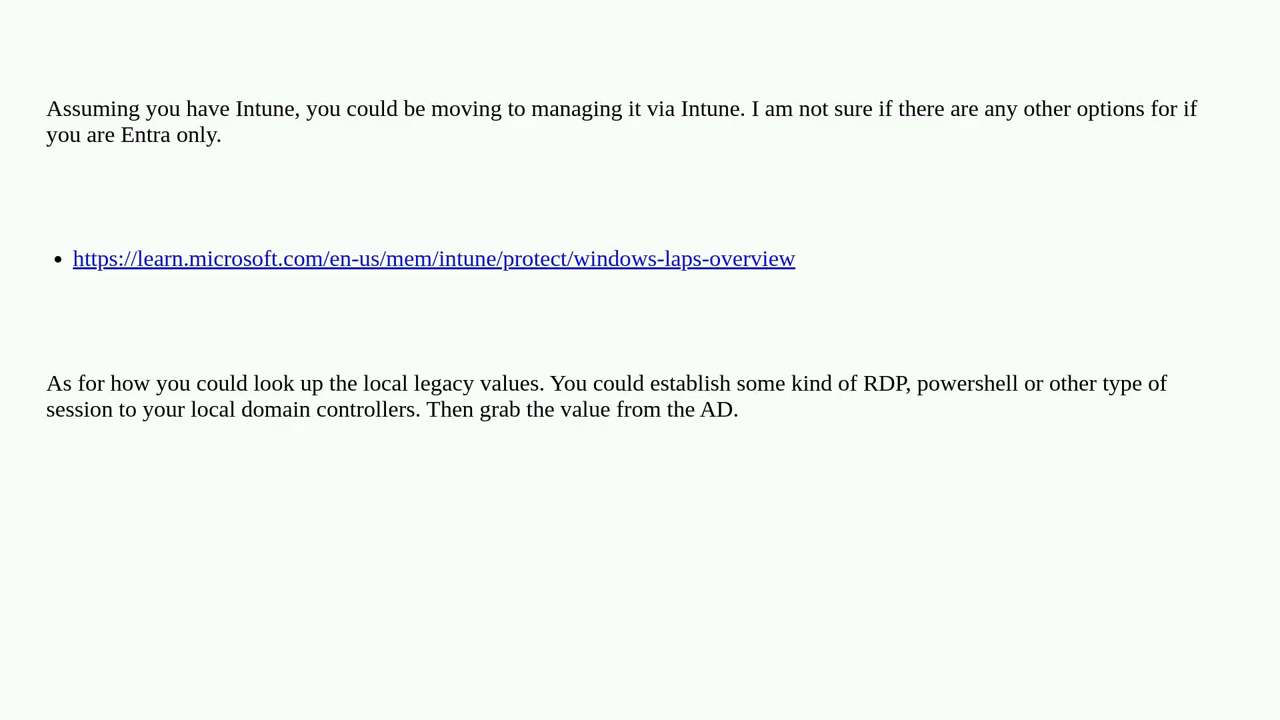 Assuming you have Intune, you could be moving to managing it via Intune. I am not sure if there are any other options for if
you are Entra only.
• https://learn.microsoft.com/en-us/mem/intune/protect/windows-laps-overview
As for how you could look up the local legacy values. You could establish some kind of RDP, powershell or other type of
session to your local domain controllers. Then grab the value from the AD.